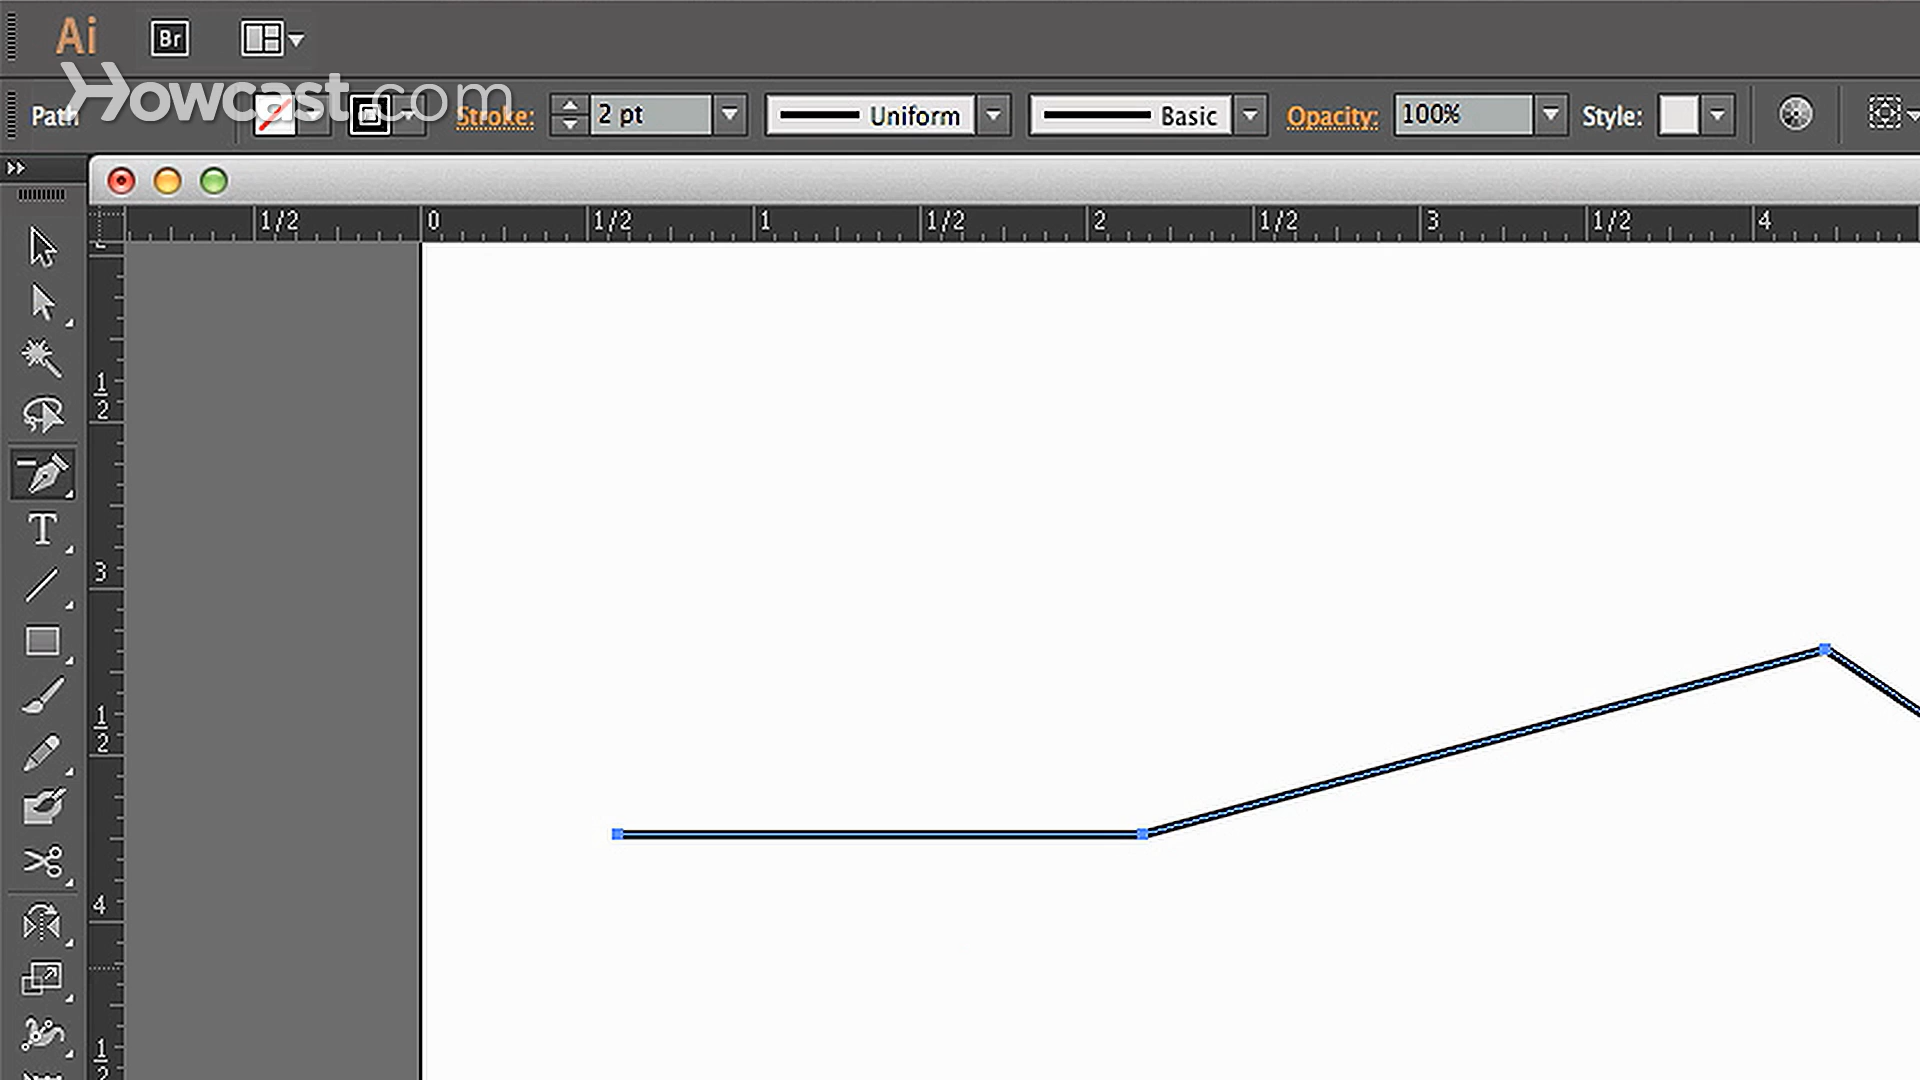 Ai Br
Howcast.com
Path Stroke: 2 pt Uniform Basic Opacity: 100% Style:
1/2 0 1/2 1 1/2 2 1/2 3 1/2 4
1/2
3
T
1/2
4
1/2